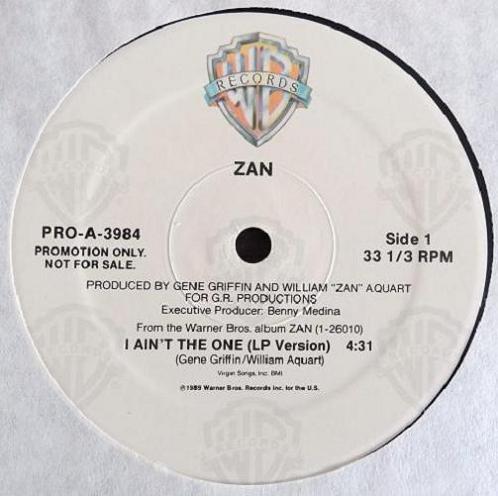 WB
RECORDS
ZAN
PRO-A-3984
PROMOTION ONLY.
NOT FOR SALE.
Side 1
33 1/3 RPM
PRODUCED BY GENE GRIFFIN AND WILLIAM "ZAN" AQUART
FOR G.R. PRODUCTIONS
Executive Producer: Benny Medina
From the Warner Bros. album ZAN (1-26010)
I AIN'T THE ONE (LP Version) 4:31
(Gene Griffin/William Aquart)
Virgin Songs, Inc. BMI
℗1989 Warner Bros. Records Inc. for the U.S.